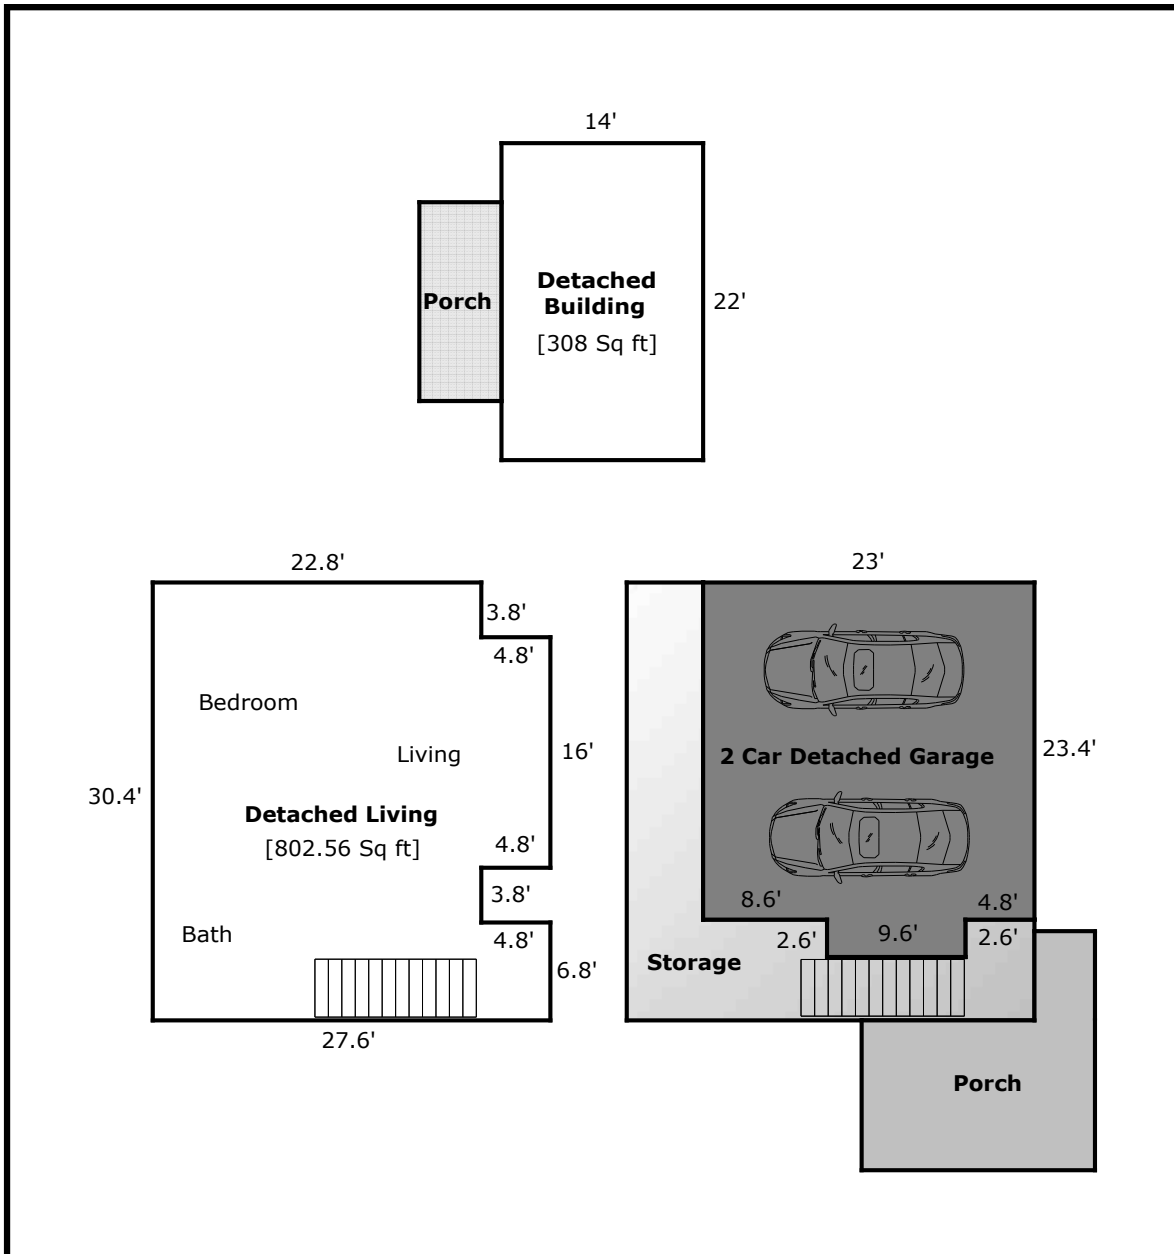 14'
Porch
Detached
Building
[308 Sq ft]
22'
22.8'
3.8'
4.8'
Bedroom
Living
16'
30.4'
Detached Living
[802.56 Sq ft]
4.8'
3.8'
4.8'
Bath
6.8'
27.6'
23'
2 Car Detached Garage
23.4'
8.6'
4.8'
2.6'
9.6'
2.6'
Storage
Porch